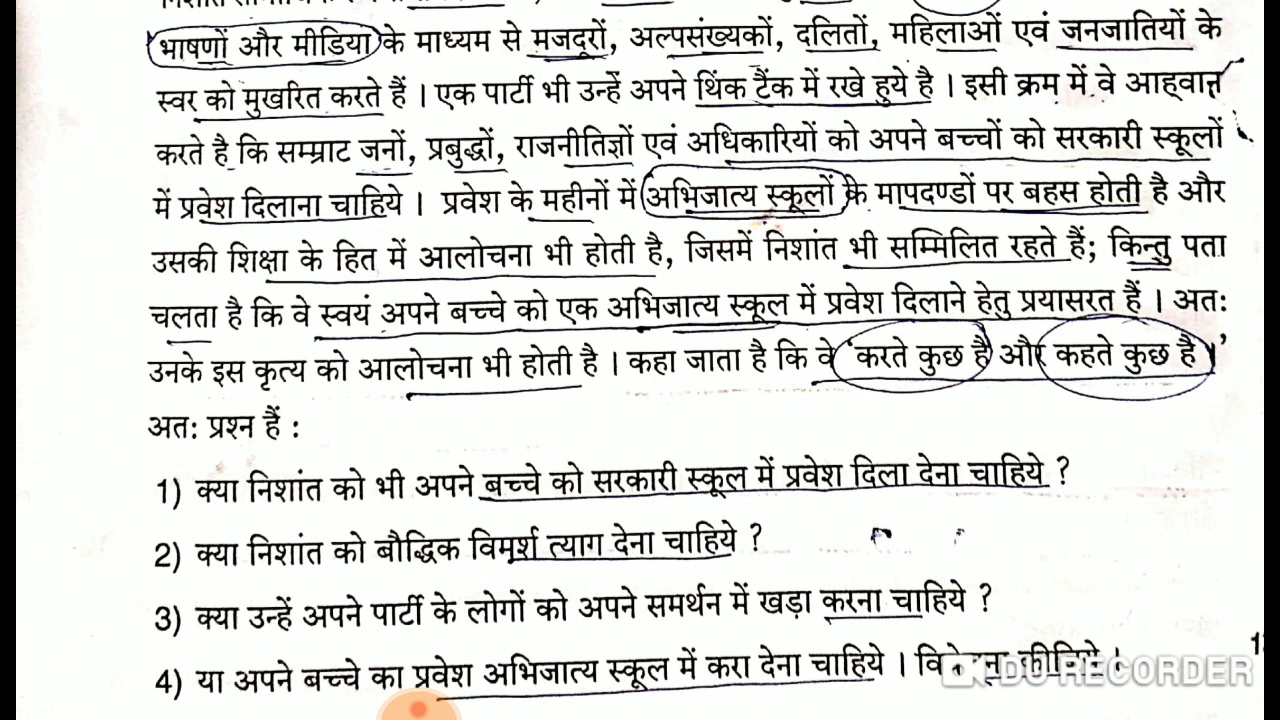 भाषणों और मीडिया के माध्यम से मजदूरों, अल्पसंख्यकों, दलितों, महिलाओं एवं जनजातियों के
स्वर को मुखरित करते हैं । एक पार्टी भी उन्हें अपने थिंक टैंक में रखे हुये है । इसी क्रम में वे आह्वान
करते है कि सम्म्राट जनों, प्रबुद्धों, राजनीतिज्ञों एवं अधिकारियों को अपने बच्चों को सरकारी स्कूलों
में प्रवेश दिलाना चाहिये । प्रवेश के महीनों में अभिजात्य स्कूलों के मापदण्डों पर बहस होती है और
उसकी शिक्षा के हित में आलोचना भी होती है, जिसमें निशांत भी सम्मिलित रहते हैं; किन्तु पता
चलता है कि वे स्वयं अपने बच्चे को एक अभिजात्य स्कूल में प्रवेश दिलाने हेतु प्रयासरत हैं । अतः
उनके इस कृत्य को आलोचना भी होती है । कहा जाता है कि वे 'करते कुछ है और कहते कुछ है ।'
अतः प्रश्न हैं :
1) क्या निशांत को भी अपने बच्चे को सरकारी स्कूल में प्रवेश दिला देना चाहिये ?
2) क्या निशांत को बौद्धिक विमर्श त्याग देना चाहिये ?
3) क्या उन्हें अपने पार्टी के लोगों को अपने समर्थन में खड़ा करना चाहिये ?
4) या अपने बच्चे का प्रवेश अभिजात्य स्कूल में करा देना चाहिये । कीजिये ।
RECORDER